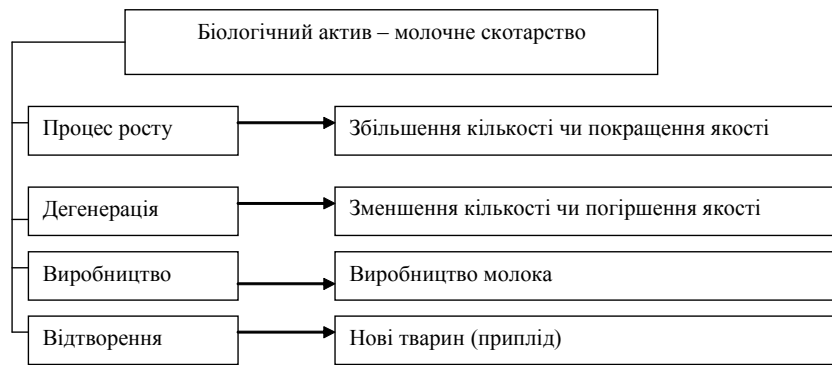 Біологічний актив – молочне скотарство
Процес росту
Збільшення кількості чи покращення якості
Дегенерація
Зменшення кількості чи погіршення якості
Виробництво
Виробництво молока
Відтворення
Нові тварин (приплід)